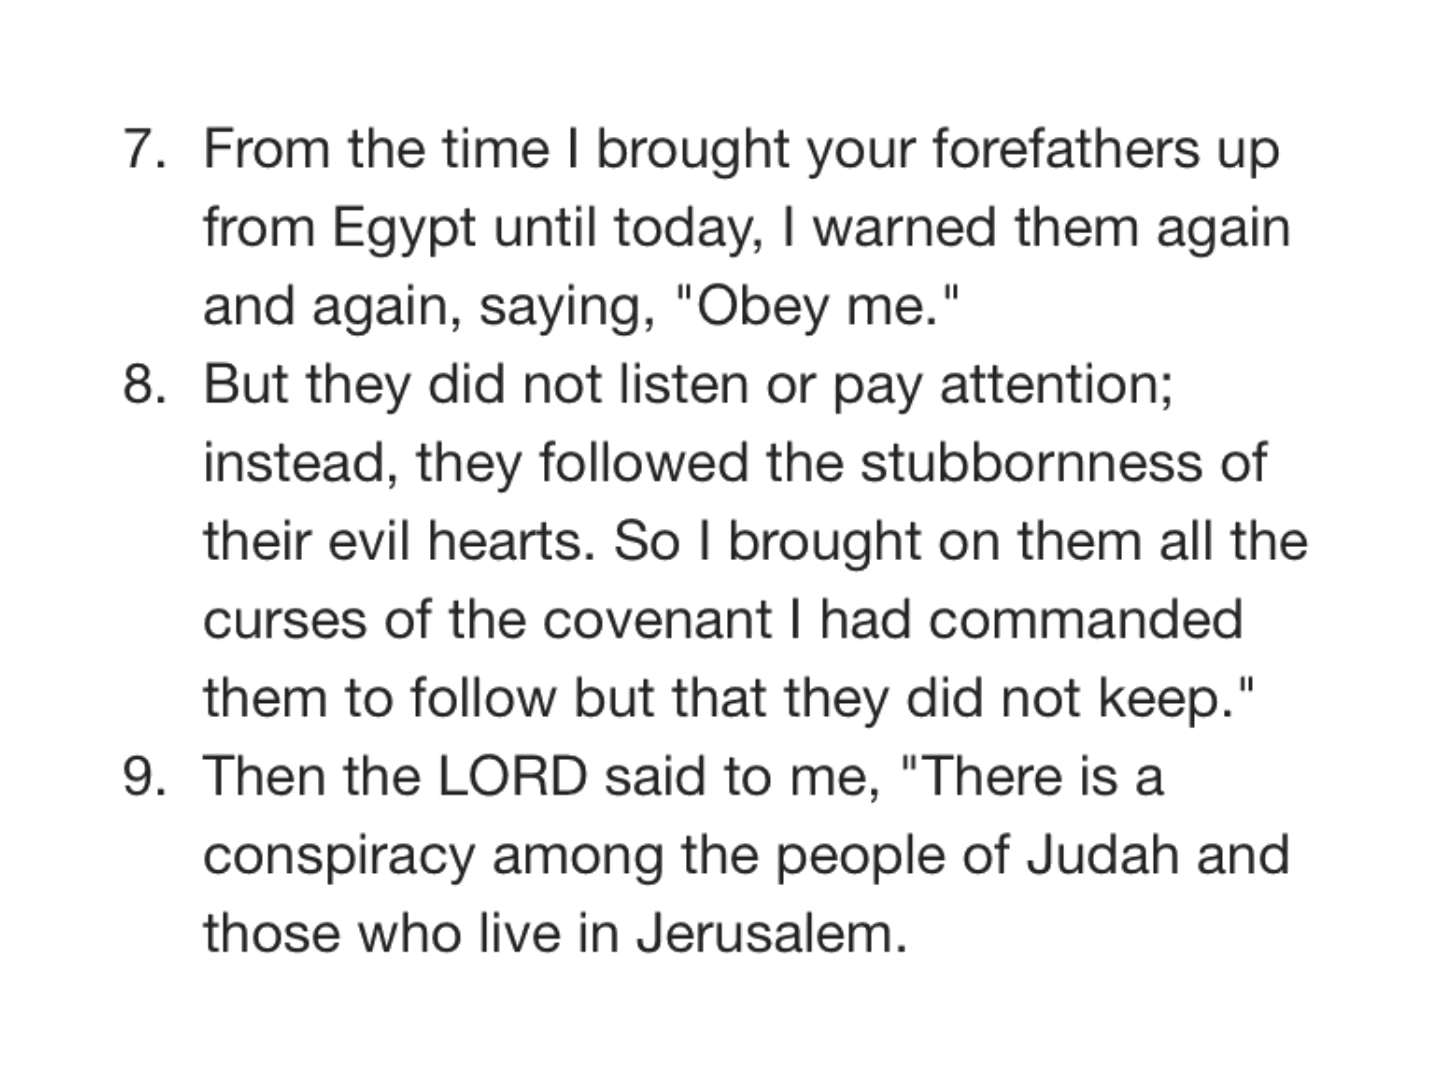 7. From the time I brought your forefathers up
from Egypt until today, I warned them again
and again, saying, "Obey me."
8. But they did not listen or pay attention;
instead, they followed the stubbornness of
their evil hearts. So I brought on them all the
curses of the covenant I had commanded
them to follow but that they did not keep."
9. Then the LORD said to me, "There is a
conspiracy among the people of Judah and
those who live in Jerusalem.